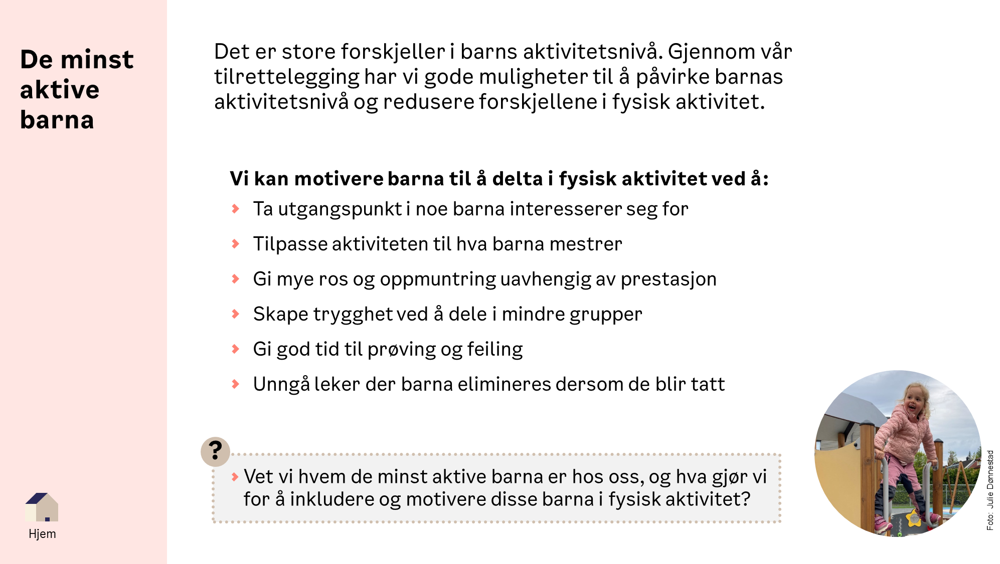 De minst
aktive
barna
Det er store forskjeller i barns aktivitetsnivå. Gjennom vår
tilrettelegging har vi gode muligheter til å påvirke barnas
aktivitetsnivå og redusere forskjellene i fysisk aktivitet.
Vi kan motivere barna til å delta i fysisk aktivitet ved å:
Ta utgangspunkt i noe barna interesserer seg for
Tilpasse aktiviteten til hva barna mestrer
Gi mye ros og oppmuntring uavhengig av prestasjon
Skape trygghet ved å dele i mindre grupper
Gi god tid til prøving og feiling
Unngå leker der barna elimineres dersom de blir tatt
?
Vet vi hvem de minst aktive barna er hos oss, og hva gjør vi
for å inkludere og motivere disse barna i fysisk aktivitet?
Hjem
Foto: Julie Dønnestad